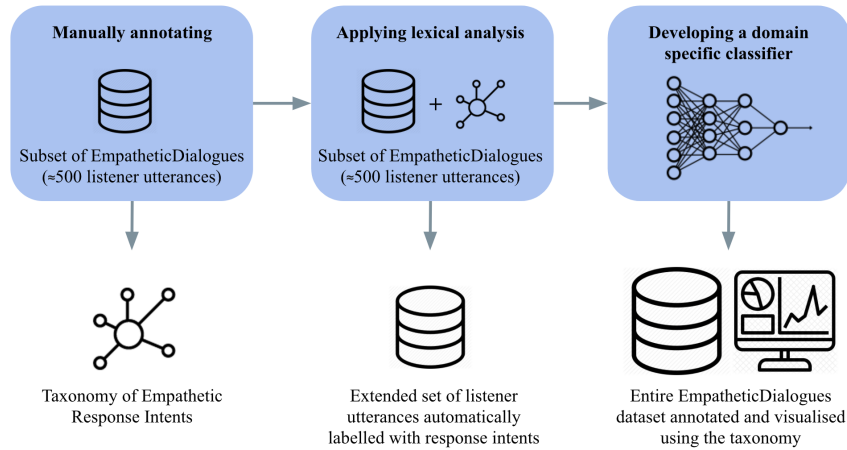 Manually annotating
Subset of EmpatheticDialogues
(≈500 listener utterances)
Applying lexical analysis
+
Subset of EmpatheticDialogues
(≈500 listener utterances)
Developing a domain
specific classifier
Taxonomy of Empathetic
Response Intents
Extended set of listener
utterances automatically
labelled with response intents
Entire EmpatheticDialogues
dataset annotated and visualised
using the taxonomy